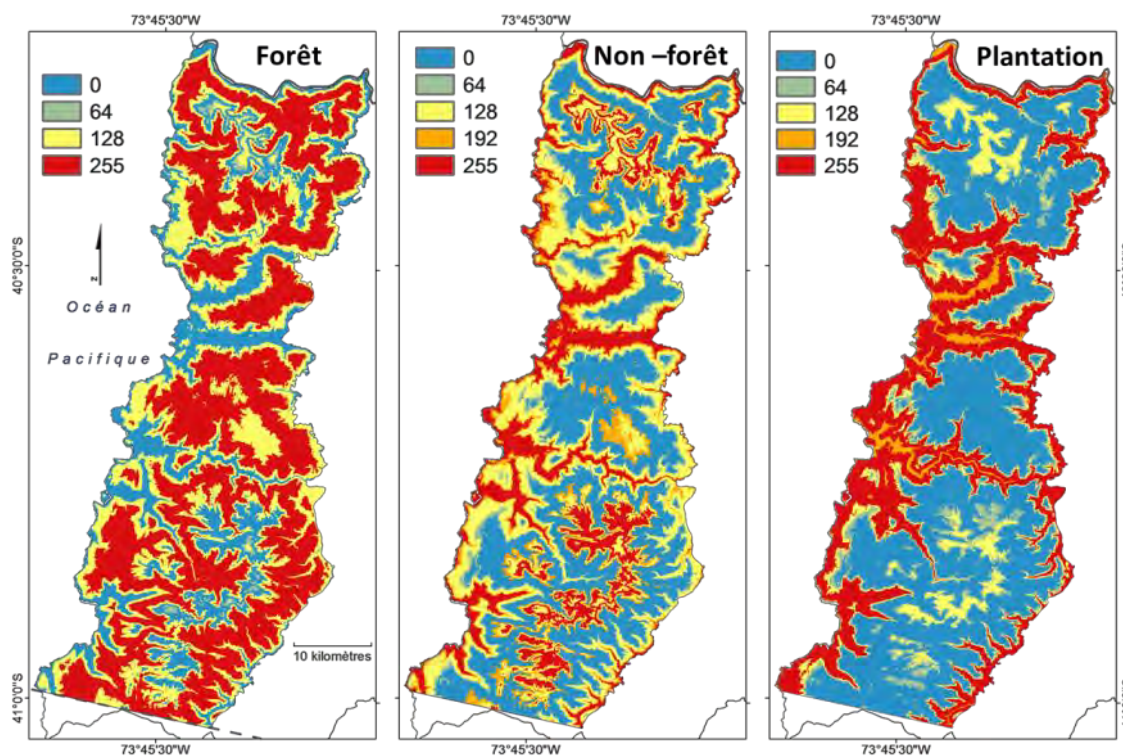 73°45'30"W
73°45'30"W
73°45'30"W
Forêt
0
64
128
255
Non –forêt
0
64
128
192
255
Plantation
0
64
128
192
255
40°30'0"S
N
Océan
Pacifique
10 kilomètres
41°0'0"S
73°45'30"W
73°45'30"W
73°45'30"W